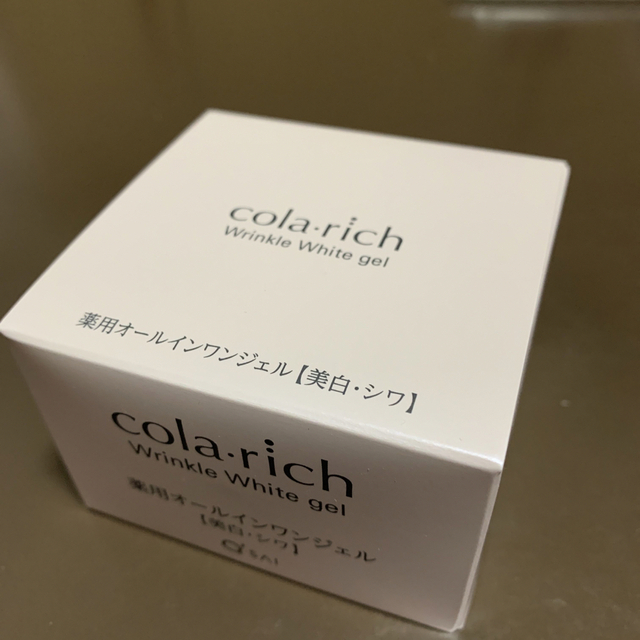 cola・rich
Wrinkle White gel
薬用オールインワンジェル【美白・シワ】
cola・rich
Wrinkle White gel
薬用オールインワンジェル
【美白・シワ】
Q'SAI